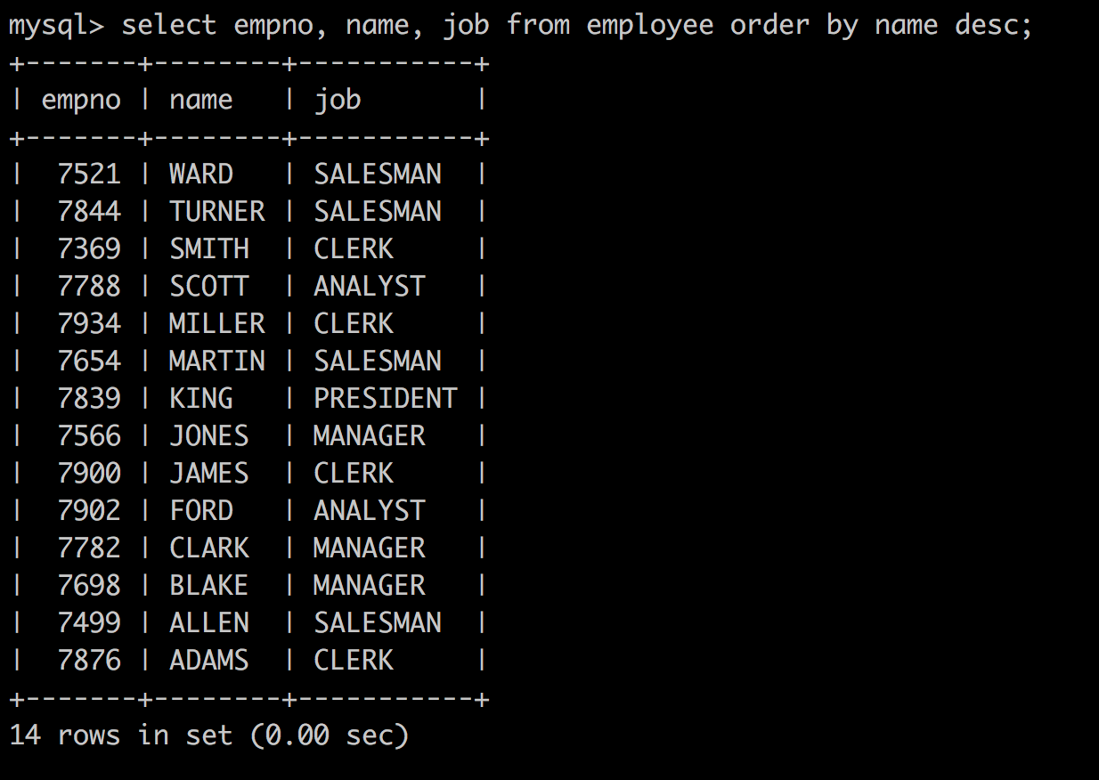 mysql> select empno, name, job from employee order by name desc;
+-------+--------+-----------+
| empno | name   | job       |
+-------+--------+-----------+
|  7521 | WARD   | SALESMAN  |
|  7844 | TURNER | SALESMAN  |
|  7369 | SMITH  | CLERK     |
|  7788 | SCOTT  | ANALYST   |
|  7934 | MILLER | CLERK     |
|  7654 | MARTIN | SALESMAN  |
|  7839 | KING   | PRESIDENT |
|  7566 | JONES  | MANAGER   |
|  7900 | JAMES  | CLERK     |
|  7902 | FORD   | ANALYST   |
|  7782 | CLARK  | MANAGER   |
|  7698 | BLAKE  | MANAGER   |
|  7499 | ALLEN  | SALESMAN  |
|  7876 | ADAMS  | CLERK     |
+-------+--------+-----------+
14 rows in set (0.00 sec)